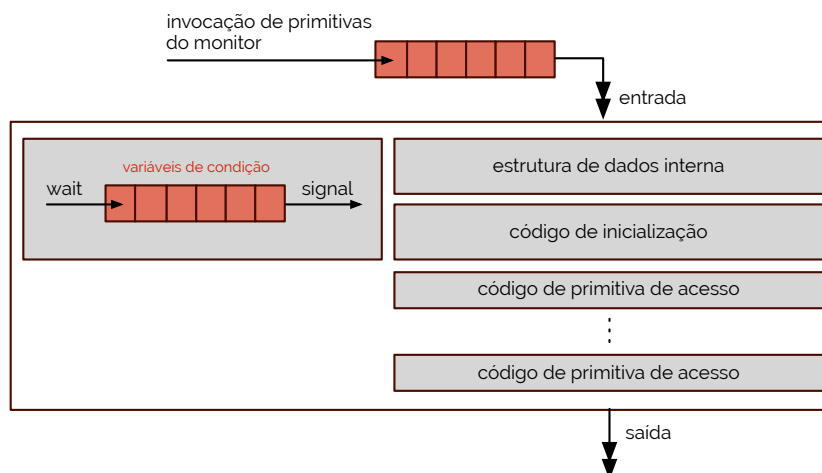 invocação de primitivas
do monitor
entrada
variáveis de condição
wait
signal
estrutura de dados interna
código de inicialização
código de primitiva de acesso
código de primitiva de acesso
saída